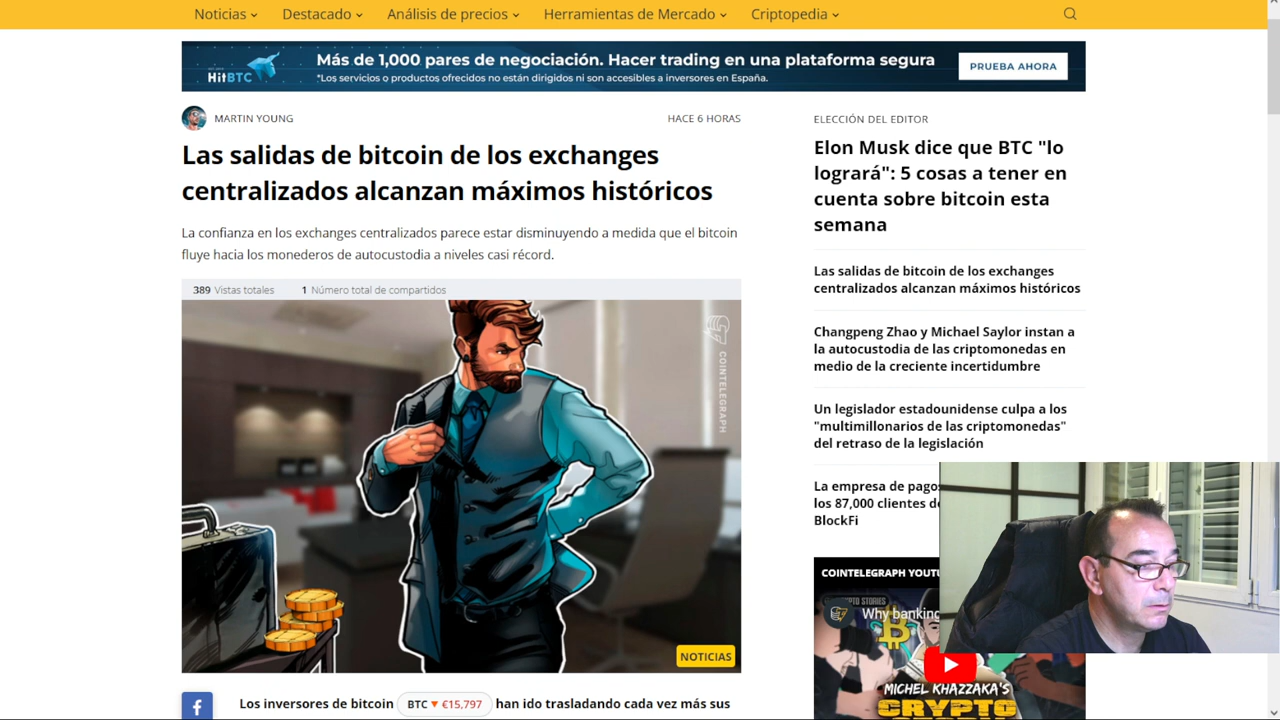 Noticias
Destacado
Análisis de precios
Herramientas de Mercado
Criptopedia
HitBTC
Más de 1,000 pares de negociación. Hacer trading en una plataforma segura
*Los servicios o productos ofrecidos no están dirigidos ni son accesibles a inversores en España.
PRUEBA AHORA
MARTIN YOUNG
HACE 6 HORAS
Las salidas de bitcoin de los exchanges
centralizados alcanzan máximos históricos
La confianza en los exchanges centralizados parece estar disminuyendo a medida que el bitcoin
fluye hacia los monederos de autocustodia a niveles casi récord.
389 Vistas totales
1 Número total de compartidos
COINTELEGRAPH
NOTICIAS
Los inversores de bitcoin BTC ▼ €15,797 han ido trasladando cada vez más sus
ELECCIÓN DEL EDITOR
Elon Musk dice que BTC "lo
logrará": 5 cosas a tener en
cuenta sobre bitcoin esta
semana
Las salidas de bitcoin de los exchanges
centralizados alcanzan máximos históricos
Changpeng Zhao y Michael Saylor instan a
la autocustodia de las criptomonedas en
medio de la creciente incertidumbre
Un legislador estadounidense culpa a los
"multimillonarios de las criptomonedas"
del retraso de la legislación
La empresa de pagos
los 87,000 clientes de
BlockFi
COINTELEGRAPH YOUTU
CRYPTO STORIES
Why banking
MICHEL KHAZZAKA'S
CRYPTO